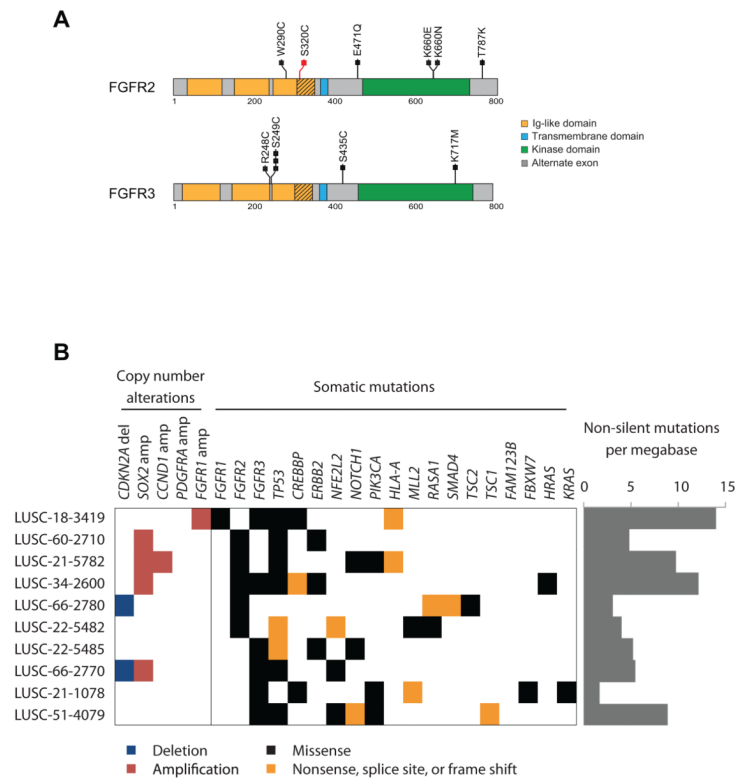 A
W290C
S320C
E471Q
K660E
K660N
T787K
FGFR2
1 200 400 600 800
R248C
S249C
S435C
K717M
FGFR3
1 200 400 600 800
Ig-like domain
Transmembrane domain
Kinase domain
Alternate exon
B
Copy number
alterations
Somatic mutations
Non-silent mutations
per megabase
CDKN2A del
SOX2 amp
CCND1 amp
PDGFRA amp
FGFR1 amp
FGFR1
FGFR2
FGFR3
TP53
CREBBP
ERBB2
NFE2L2
NOTCH1
PIK3CA
HLA-A
MLL2
RASA1
SMAD4
TSC2
TSC1
FAM123B
FBXW7
HRAS
KRAS
0 5 10 15
LUSC-18-3419
LUSC-60-2710
LUSC-21-5782
LUSC-34-2600
LUSC-66-2780
LUSC-22-5482
LUSC-22-5485
LUSC-66-2770
LUSC-21-1078
LUSC-51-4079
Deletion
Amplification
Missense
Nonsense, splice site, or frame shift